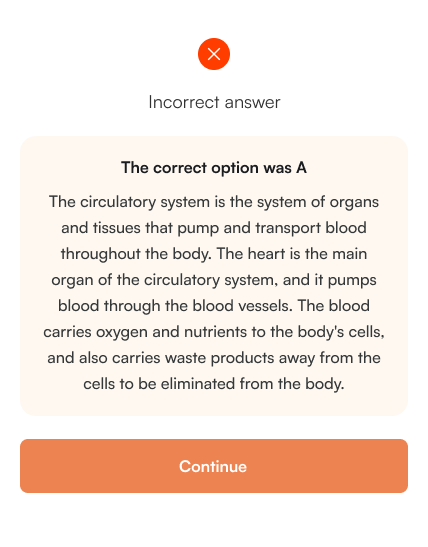 Incorrect answer
The correct option was A
The circulatory system is the system of organs
and tissues that pump and transport blood
throughout the body. The heart is the main
organ of the circulatory system, and it pumps
blood through the blood vessels. The blood
carries oxygen and nutrients to the body's cells,
and also carries waste products away from the
cells to be eliminated from the body.
Continue